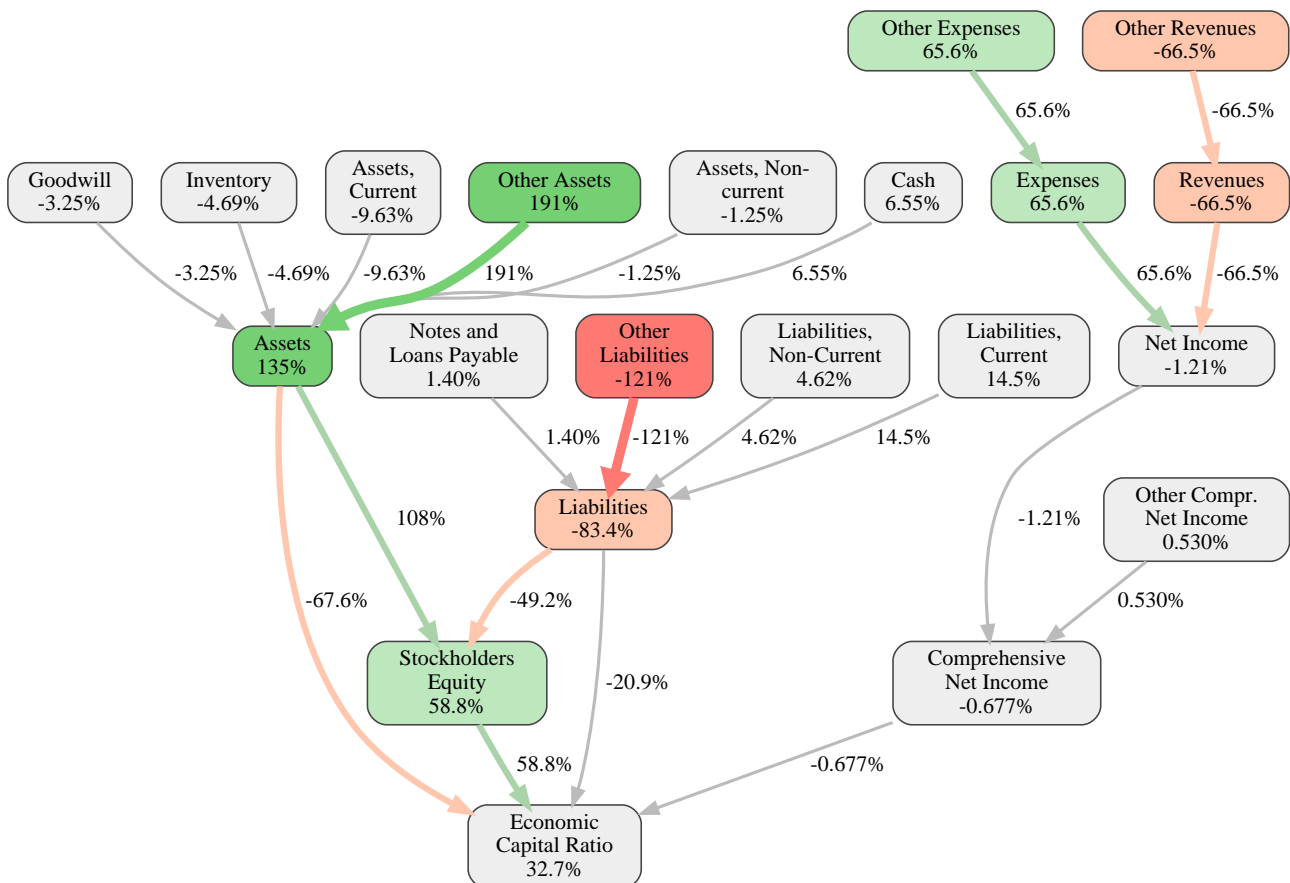 Other Expenses
65.6%
Other Revenues
-66.5%
65.6%
-66.5%
Goodwill
-3.25%
Inventory
-4.69%
Assets,
Current
-9.63%
Other Assets
191%
Assets, Non-
current
-1.25%
Cash
6.55%
Expenses
65.6%
Revenues
-66.5%
-3.25%
-4.69%
-9.63%
191%
-1.25%
6.55%
65.6%
-66.5%
Assets
135%
Notes and
Loans Payable
1.40%
Other
Liabilities
-121%
Liabilities,
Non-Current
4.62%
Liabilities,
Current
14.5%
Net Income
-1.21%
1.40%
-121%
4.62%
14.5%
108%
Liabilities
-83.4%
-1.21%
Other Compr.
Net Income
0.530%
-67.6%
-49.2%
0.530%
Stockholders
Equity
58.8%
-20.9%
Comprehensive
Net Income
-0.677%
58.8%
-0.677%
Economic
Capital Ratio
32.7%